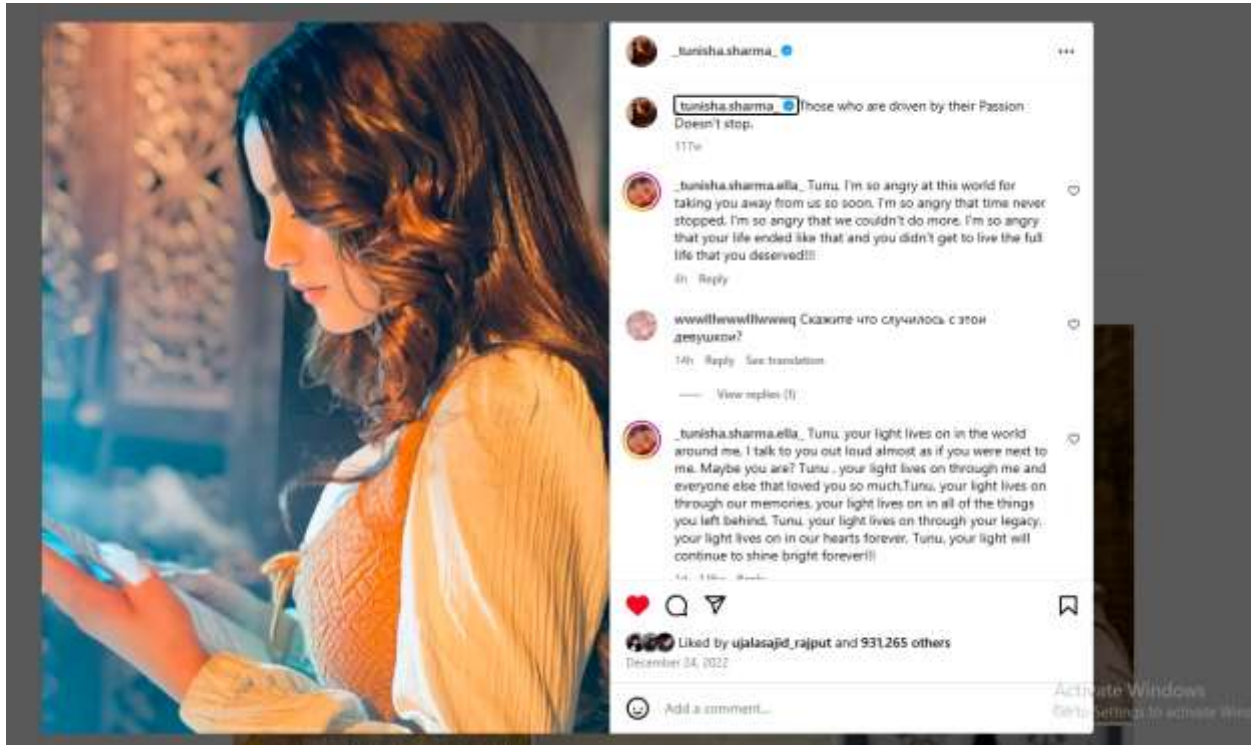 _tunisha.sharma_
_tunisha.sharma_ Those who are driven by their Passion
Doesn't stop.
117w
_tunisha.sharma.ella_ Tunu, I'm so angry at this world for
taking you away from us so soon. I'm so angry that time never
stopped. I'm so angry that we couldn't do more. I'm so angry
that your life ended like that and you didn't get to live the full
life that you deserved!!!
4h Reply
Скажите что случилось с этои
девушкои?
14h Reply See translation
View replies (1)
_tunisha.sharma.ella_ Tunu, your light lives on in the world
around me. I talk to you out loud almost as if you were next to
me. Maybe you are? Tunu , your light lives on through me and
everyone else that loved you so much.Tunu, your light lives on
through our memories, your light lives on in all of the things
you left behind. Tunu, your light lives on through your legacy,
your light lives on in our hearts forever. Tunu, your light will
continue to shine bright forever!!!
Liked by ujalasajid_rajput and 931,265 others
December 24, 2022
Add a comment...
Activate Windows
Go to Settings to activate